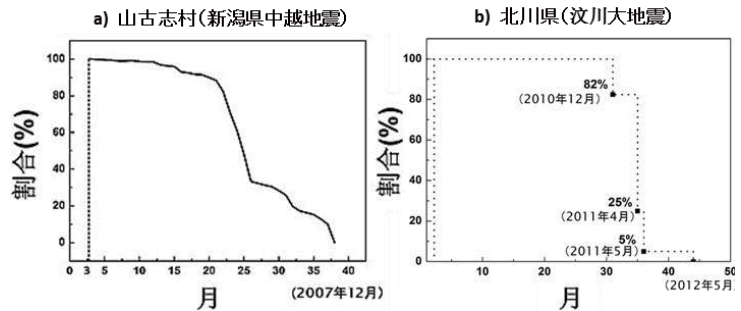 a) 山古志村(新潟県中越地震)
割合(%)
100
80
60
40
20
0
0 3 5 10 15 20 25 30 35 40
月
(2007年12月)
b) 北川県(汶川大地震)
割合(%)
100
80
60
40
20
0
82%
(2010年12月)
25%
(2011年4月)
5%
(2011年5月)
10 20 30 40 50
月
(2012年5月)